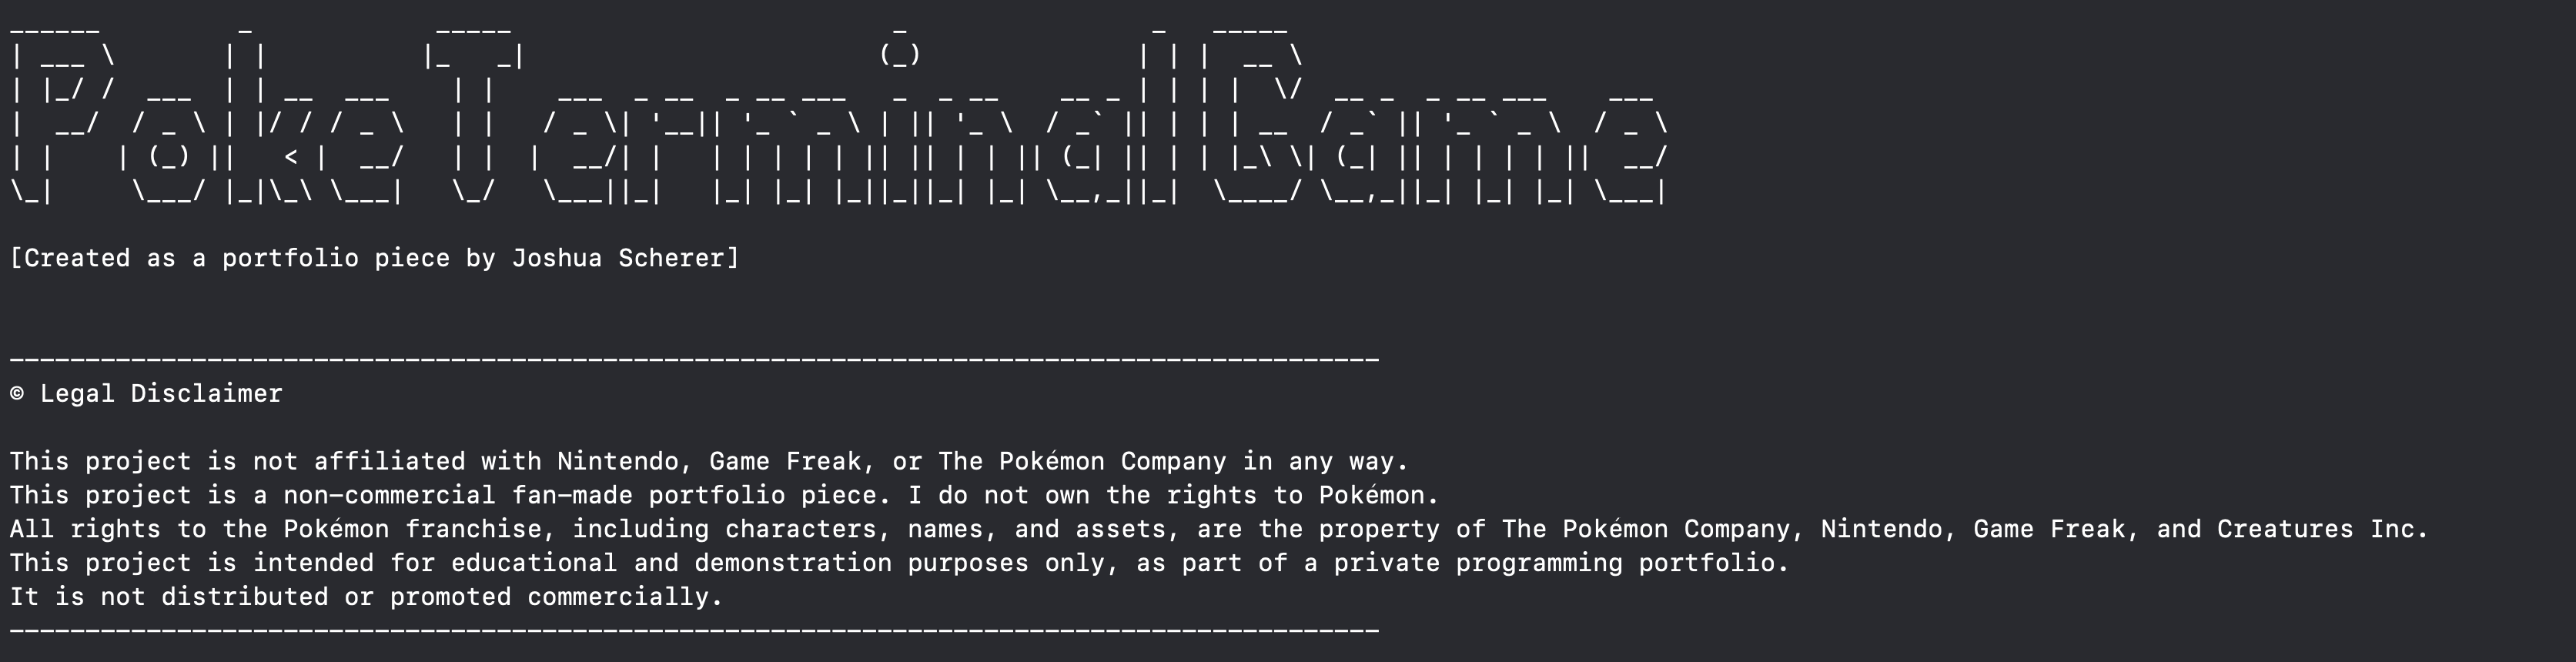 PokeTerminalGame
[Created as a portfolio piece by Joshua Scherer]
© Legal Disclaimer
This project is not affiliated with Nintendo, Game Freak, or The Pokémon Company in any way.
This project is a non-commercial fan-made portfolio piece. I do not own the rights to Pokémon.
All rights to the Pokémon franchise, including characters, names, and assets, are the property of The Pokémon Company, Nintendo, Game Freak, and Creatures Inc.
This project is intended for educational and demonstration purposes only, as part of a private programming portfolio.
It is not distributed or promoted commercially.